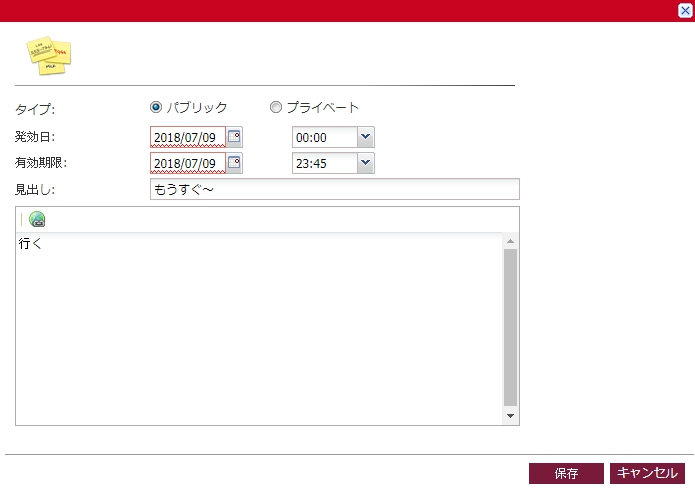 タイプ: パブリック プライベート
発効日: 2018/07/09 00:00
有効期限: 2018/07/09 23:45
見出し: もうすぐ～
行く
保存 キャンセル